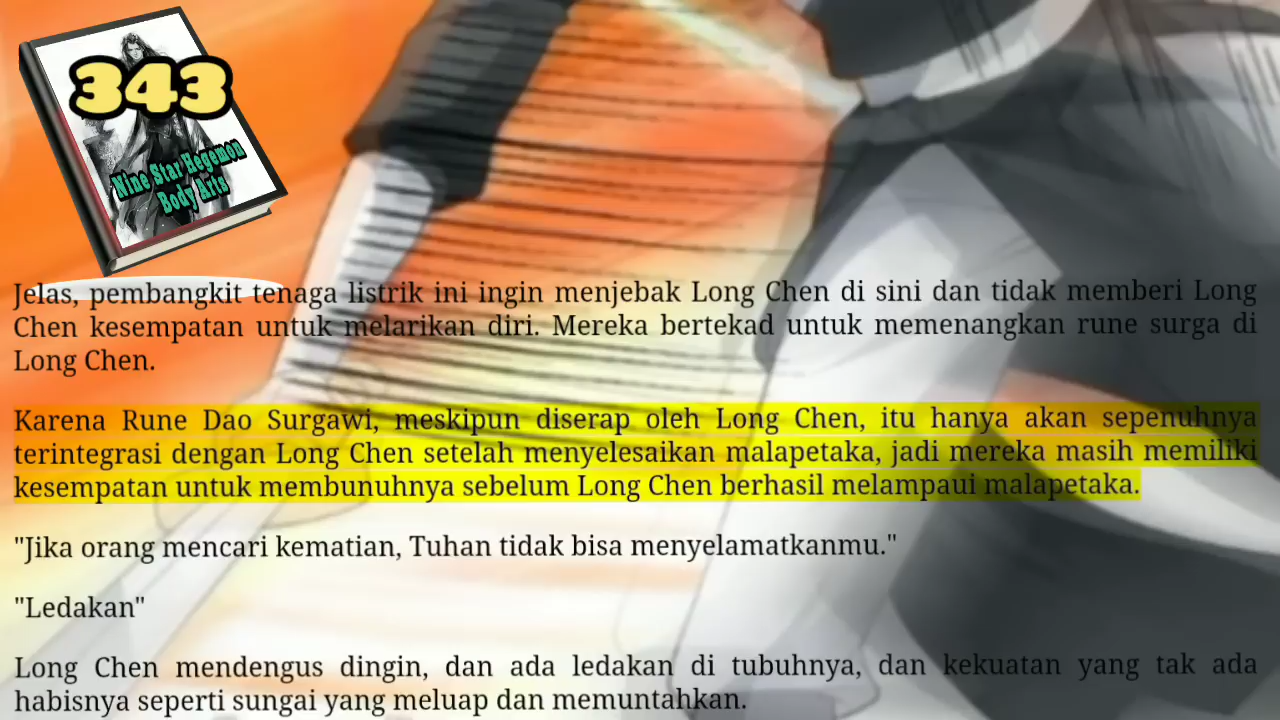 343
Nine Star Hegemon
Body Arts
Jelas, pembangkit tenaga listrik ini ingin menjebak Long Chen di sini dan tidak memberi Long
Chen kesempatan untuk melarikan diri. Mereka bertekad untuk memenangkan rune surga di
Long Chen.
Karena Rune Dao Surgawi, meskipun diserap oleh Long Chen, itu hanya akan sepenuhnya
terintegrasi dengan Long Chen setelah menyelesaikan malapetaka, jadi mereka masih memiliki
kesempatan untuk membunuhnya sebelum Long Chen berhasil melampaui malapetaka.
"Jika orang mencari kematian, Tuhan tidak bisa menyelamatkanmu."
"Ledakan"
Long Chen mendengus dingin, dan ada ledakan di tubuhnya, dan kekuatan yang tak ada
habisnya seperti sungai yang meluap dan memuntahkan.